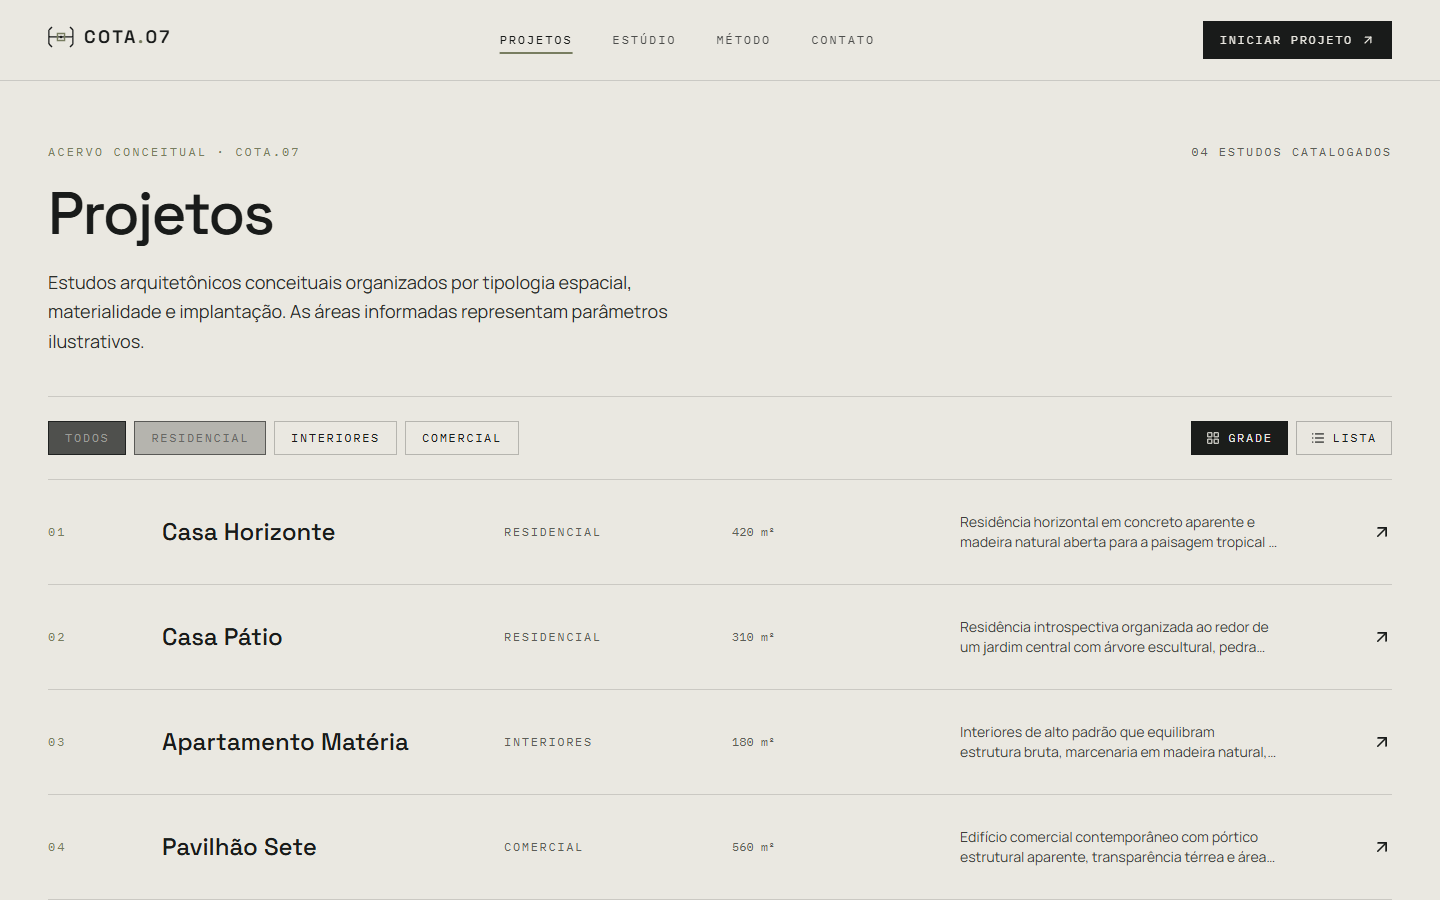 COTA.07
PROJETOS
ESTÚDIO
MÉTODO
CONTATO
INICIAR PROJETO
ACERVO CONCEITUAL · COTA.07
04 ESTUDOS CATALOGADOS
Projetos
Estudos arquitetônicos conceituais organizados por tipologia espacial,
materialidade e implantação. As áreas informadas representam parâmetros
ilustrativos.
TODOS
RESIDENCIAL
INTERIORES
COMERCIAL
GRADE
LISTA
01
Casa Horizonte
RESIDENCIAL
420 m²
Residência horizontal em concreto aparente e
madeira natural aberta para a paisagem tropical …
02
Casa Pátio
RESIDENCIAL
310 m²
Residência introspectiva organizada ao redor de
um jardim central com árvore escultural, pedra…
03
Apartamento Matéria
INTERIORES
180 m²
Interiores de alto padrão que equilibram
estrutura bruta, marcenaria em madeira natural,…
04
Pavilhão Sete
COMERCIAL
560 m²
Edifício comercial contemporâneo com pórtico
estrutural aparente, transparência térrea e área…